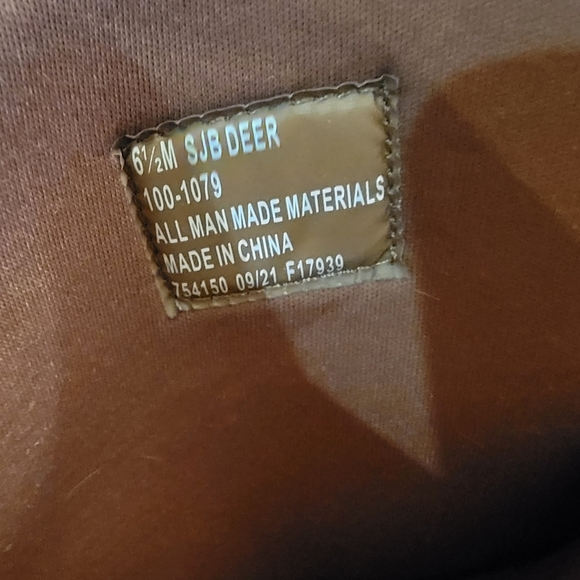 6½M SJB DEER
100-1079
ALL MAN MADE MATERIALS
MADE IN CHINA
754150 09/21 F17939